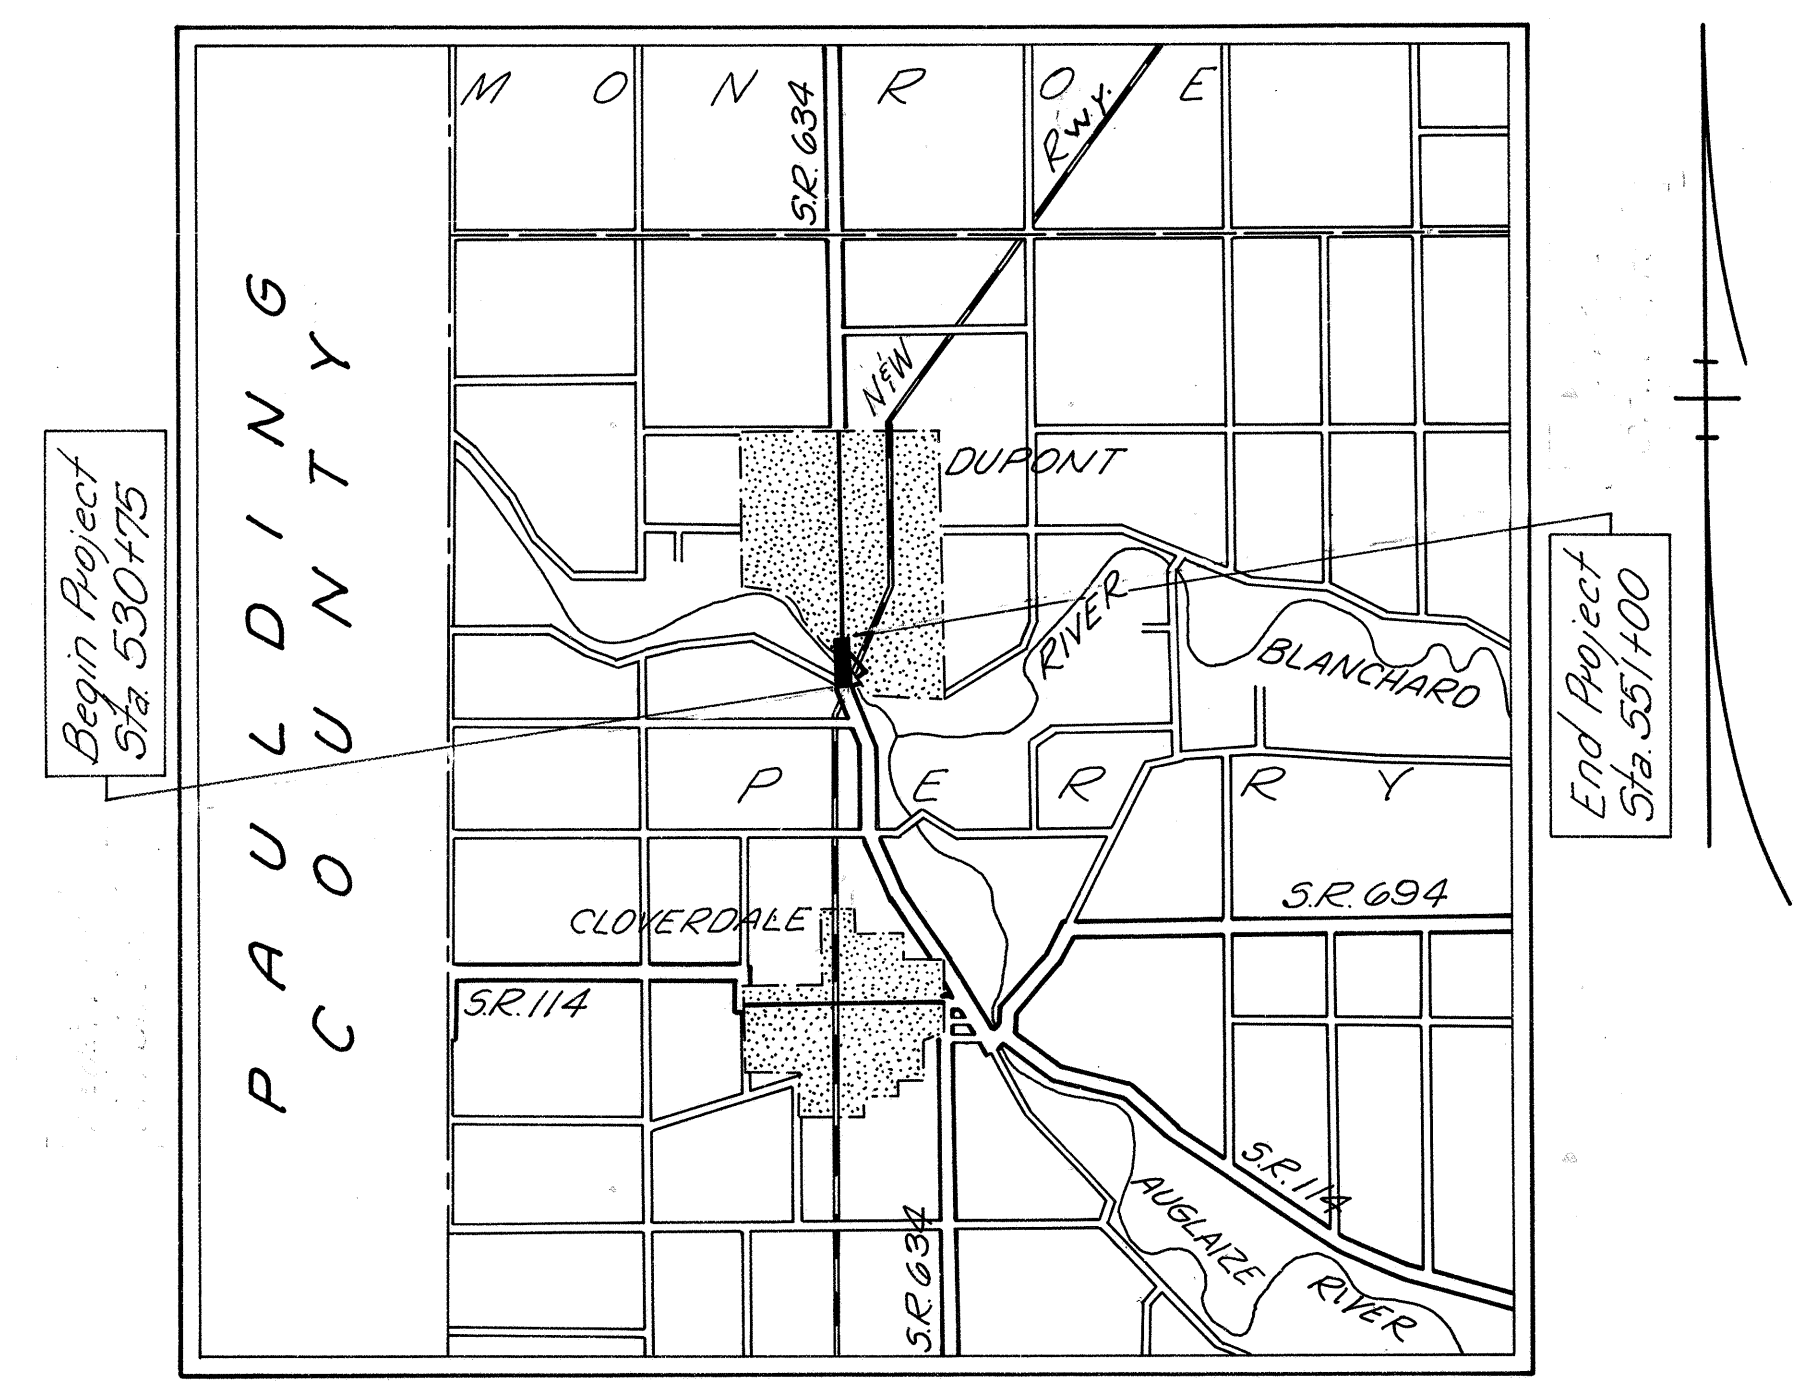 MONROE
S.R. 634
RWY.
N&W
DUPONT
PAULDING
COUNTY
Begin Project
Sta. 530+75
End Project
Sta. 551+00
RIVER
BLANCHARD
PERRY
S.R. 694
CLOVERDALE
S.R. 114
S.R. 114
AUGLAIZE
RIVER
S.R. 634